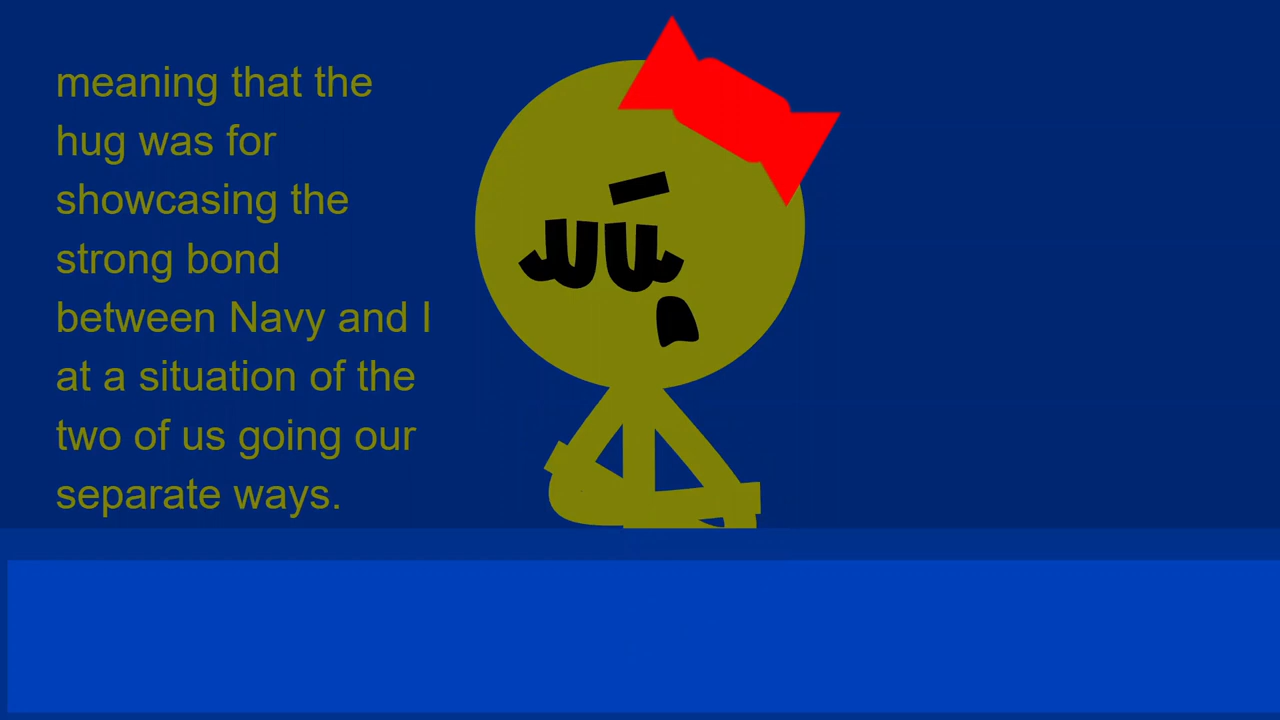 meaning that the
hug was for
showcasing the
strong bond
between Navy and I
at a situation of the
two of us going our
separate ways.